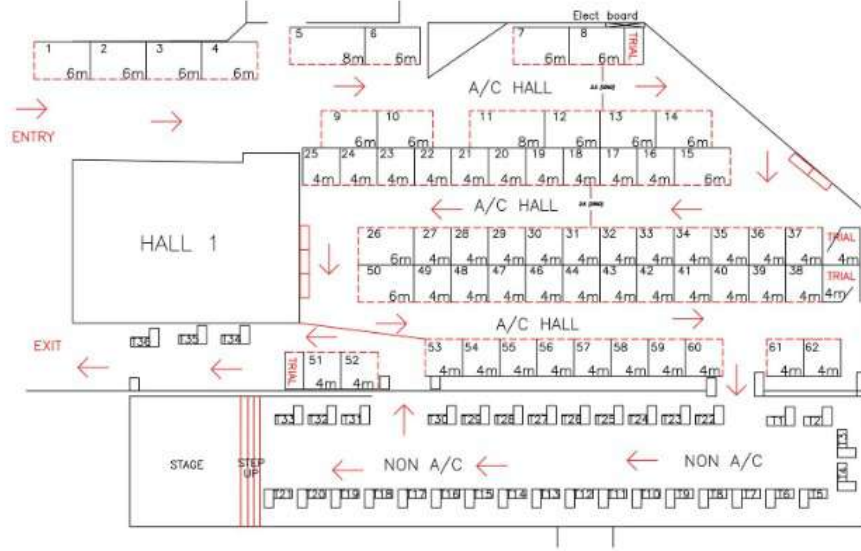 Elect board
5 6 7 8 TRIAL
8m 6m 6m 6m
1 2 3 4
6m 6m 6m 6m
A/C HALL
ENTRY
9 10 11 12 13 14
6m 6m 8m 6m 6m 6m
25 24 23 22 21 20 19 18 17 16 15
4m 4m 4m 4m 4m 4m 4m 4m 4m 4m 6m
A/C HALL
HALL 1
26 27 28 29 30 31 32 33 34 35 36 37 TRIAL
6m 4m 4m 4m 4m 4m 4m 4m 4m 4m 4m 4m 4m
50 49 48 47 46 44 43 42 41 40 39 38 TRIAL
6m 4m 4m 4m 4m 4m 4m 4m 4m 4m 4m 4m 4m
A/C HALL
T36 T35 T34
EXIT
TRIAL 51 52 53 54 55 56 57 58 59 60 61 62
4m 4m 4m 4m 4m 4m 4m 4m 4m 4m 4m 4m
T33 T32 T31 T30 T29 T28 T27 T26 T25 T24 T23 T22 T1 T2
T3
STAGE
STEP UP
NON A/C
NON A/C
T4
T21 T20 T19 T18 T17 T16 T15 T14 T13 T12 T11 T10 T9 T8 T7 T6 T5